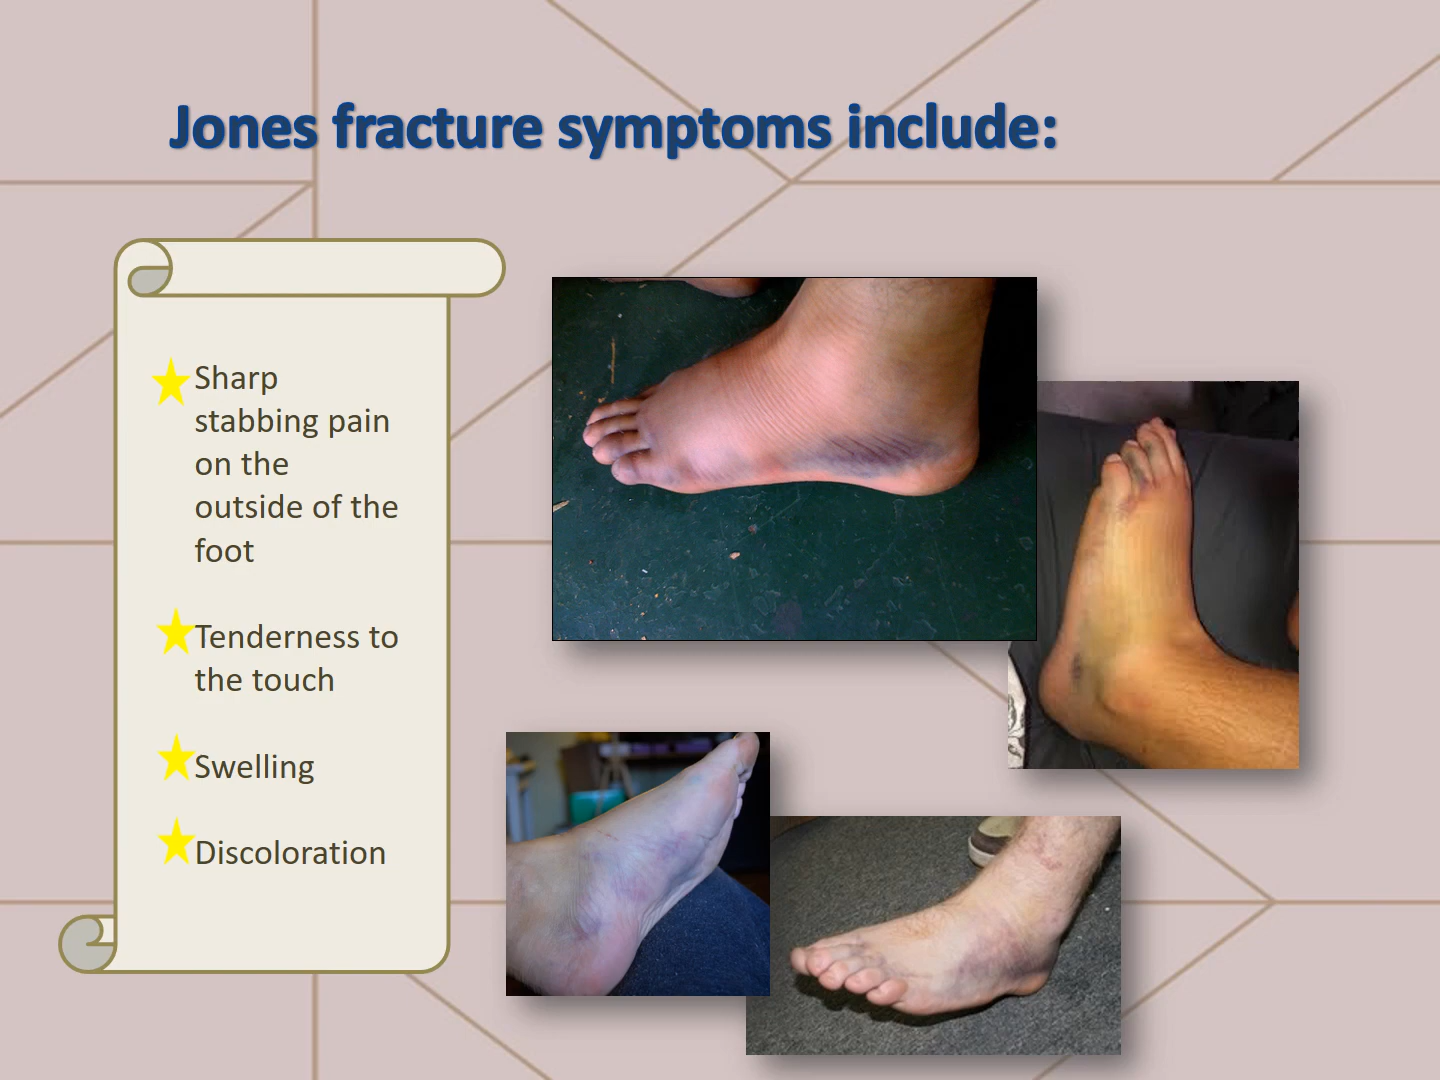 Jones fracture symptoms include:
Sharp
stabbing pain
on the
outside of the
foot
Tenderness to
the touch
Swelling
Discoloration